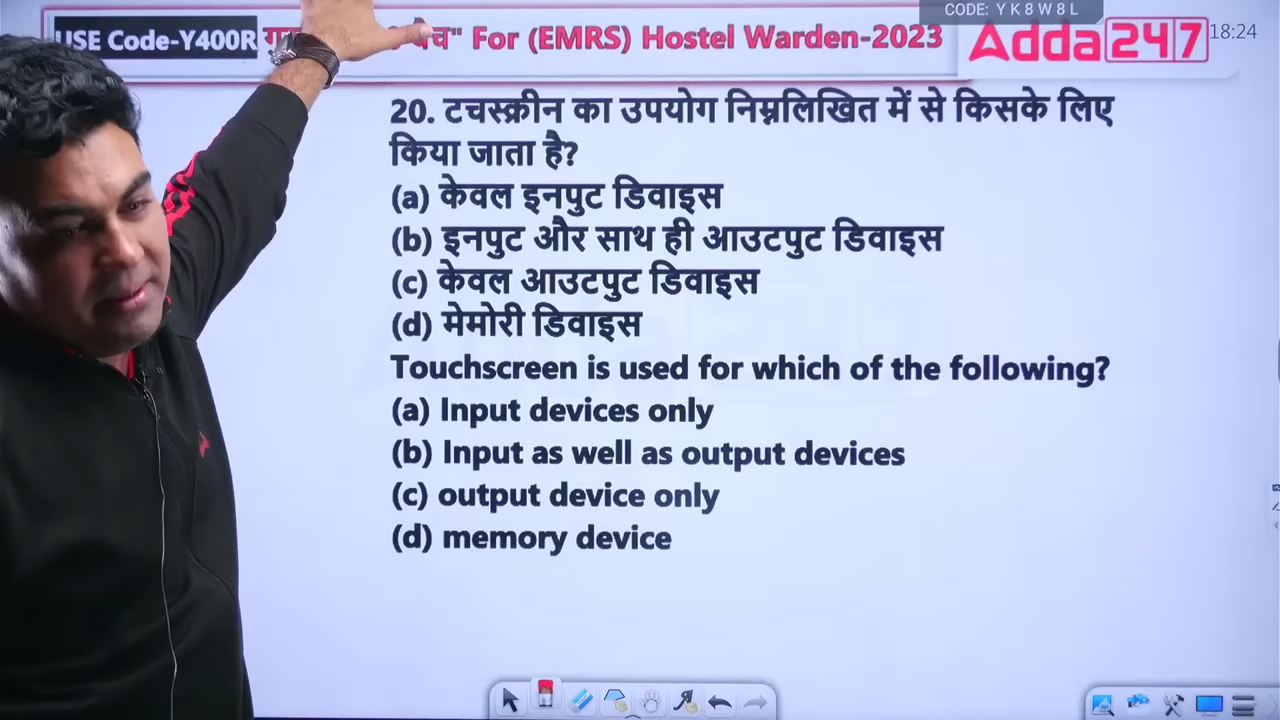 CODE: Y K 8 W 8 L
USE Code-Y400R बैच" For (EMRS) Hostel Warden-2023 Adda247 18:24
20. टचस्क्रीन का उपयोग निम्नलिखित में से किसके लिए
किया जाता है?
(a) केवल इनपुट डिवाइस
(b) इनपुट और साथ ही आउटपुट डिवाइस
(c) केवल आउटपुट डिवाइस
(d) मेमोरी डिवाइस
Touchscreen is used for which of the following?
(a) Input devices only
(b) Input as well as output devices
(c) output device only
(d) memory device